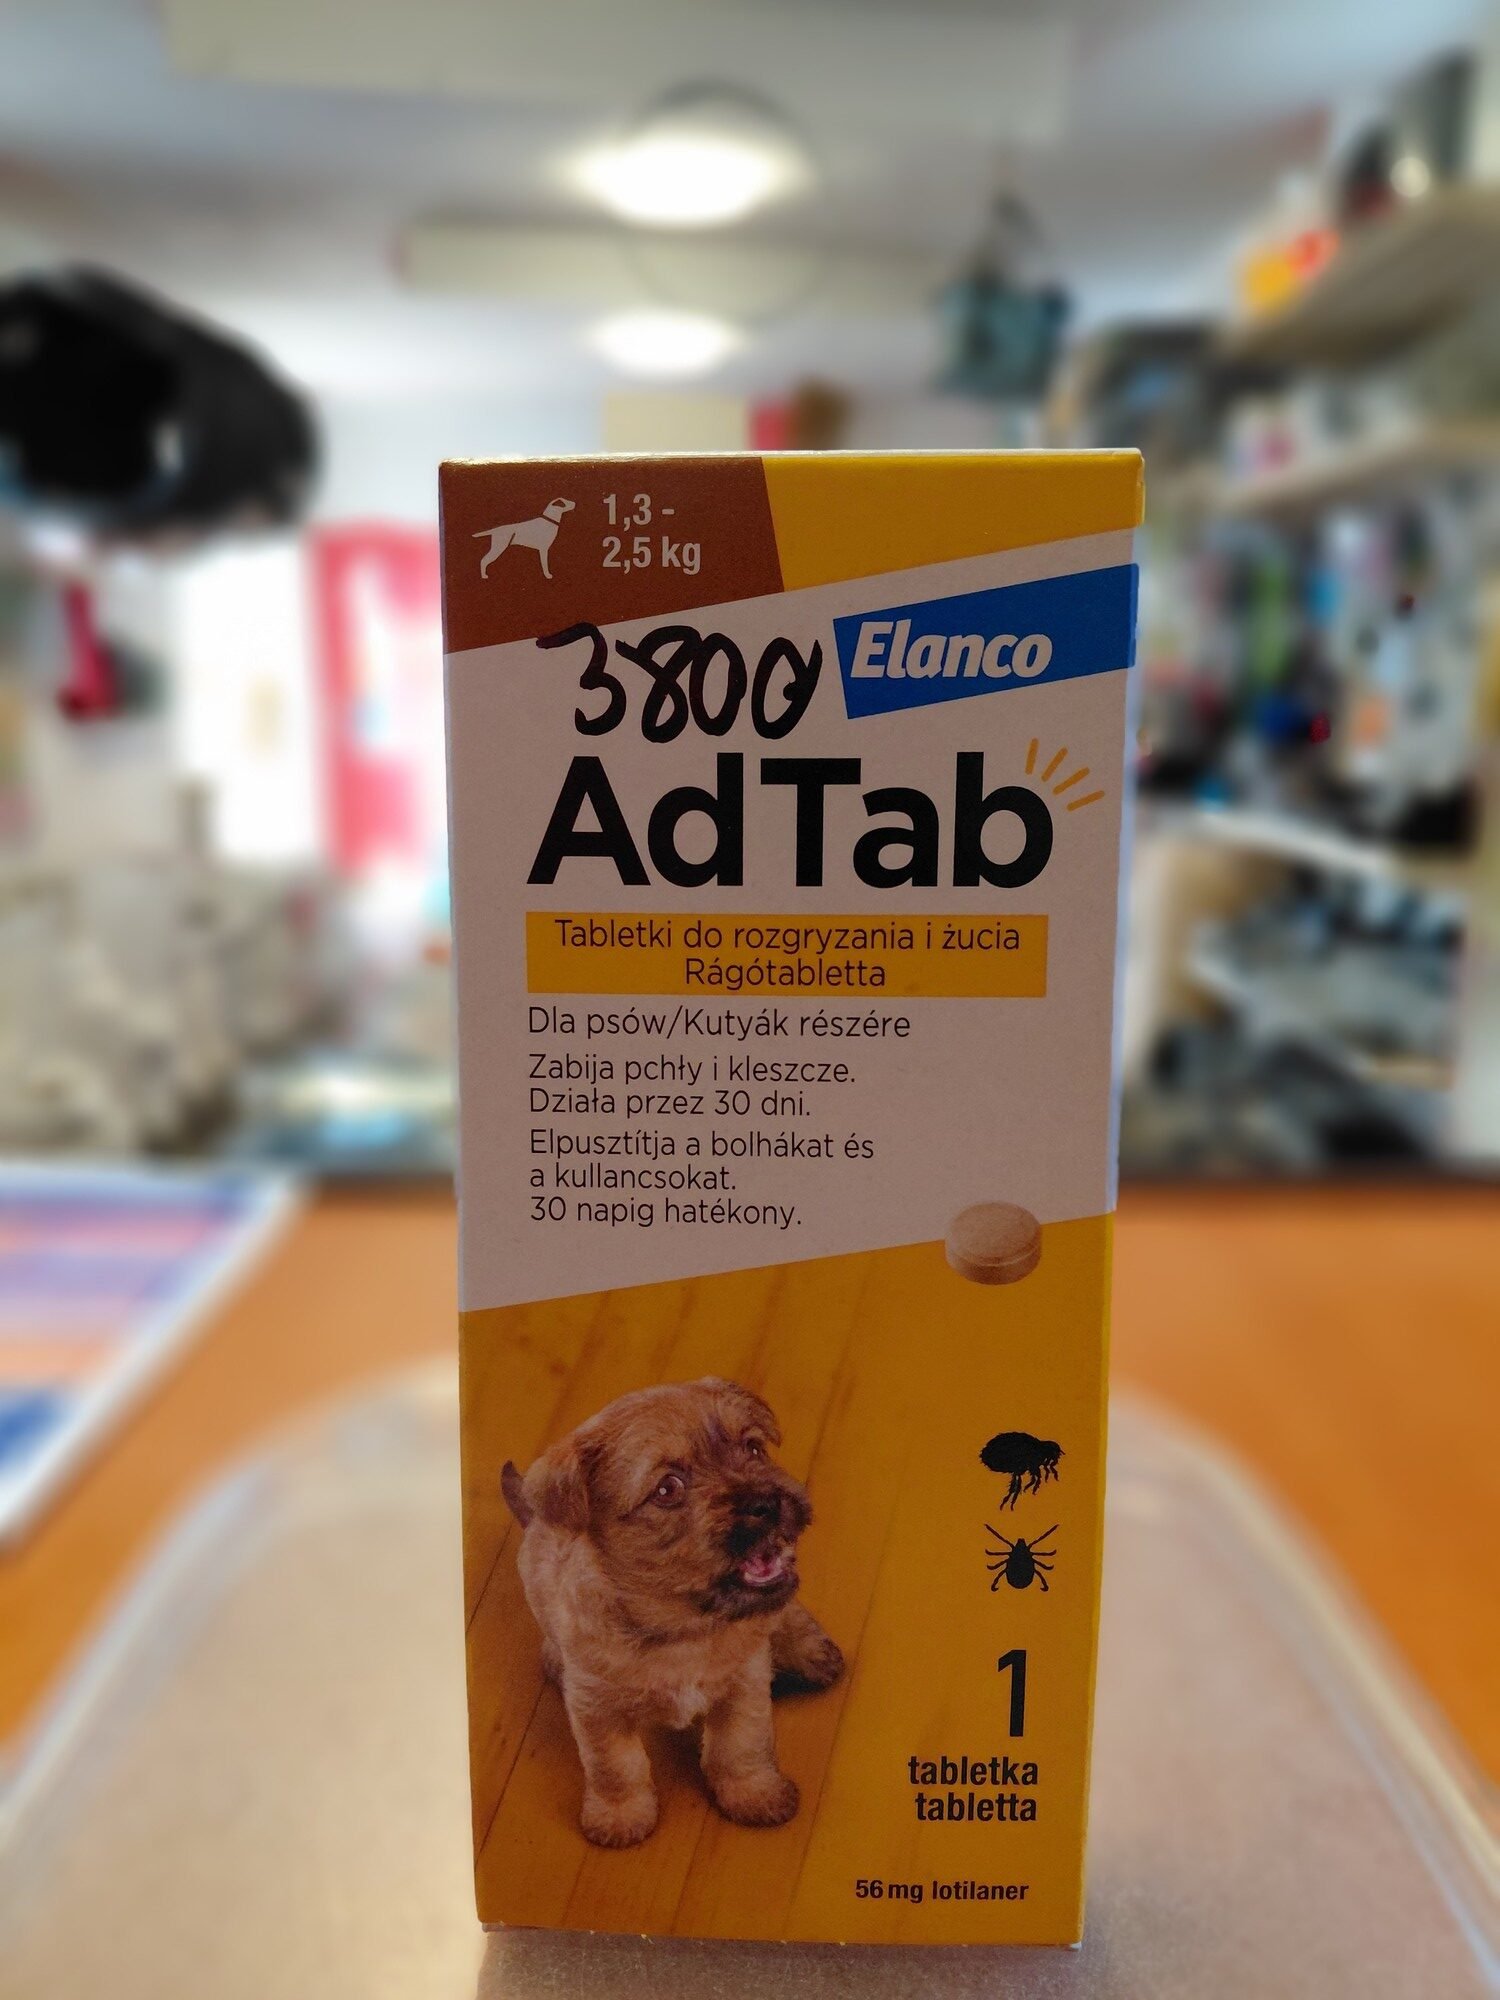 1,3 -
2,5 kg
3800
Elanco
AdTab
Tabletki do rozgryzania i żucia
Rágótabletta
Dla psów/Kutyák részére
Zabija pchły i kleszcze.
Działa przez 30 dni.
Elpusztítja a bolhákat és
a kullancsokat.
30 napig hatékony.
1
tabletka
tabletta
56 mg lotilaner